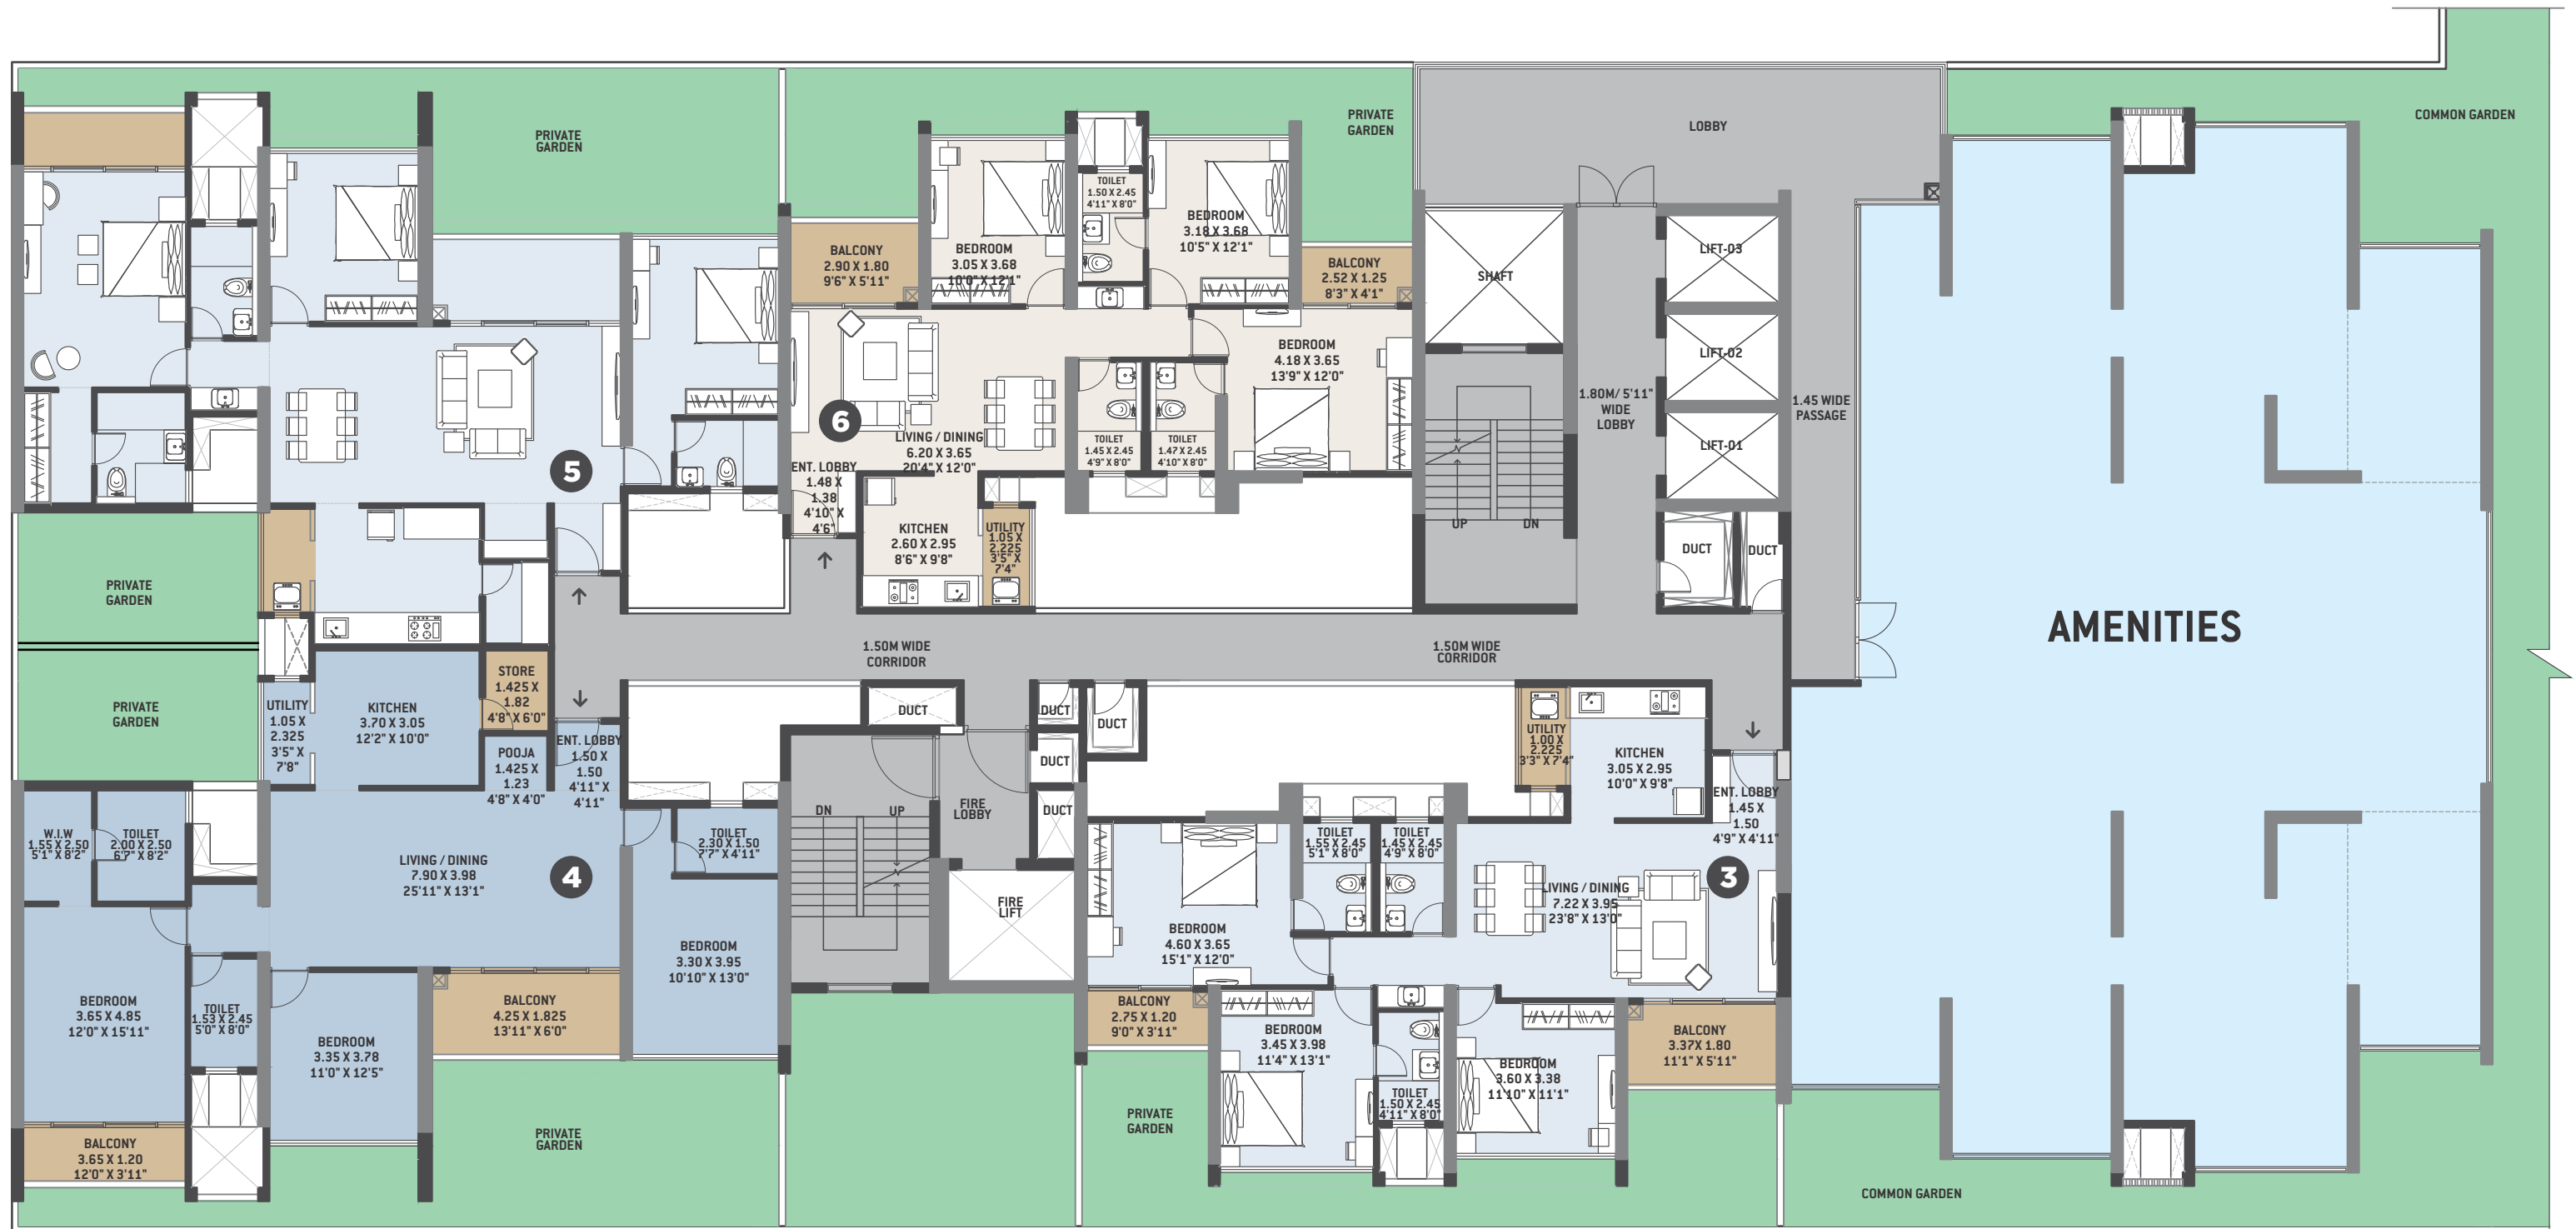 COMMON GARDEN
PRIVATE
GARDEN
PRIVATE
GARDEN
LOBBY
TOILET
1.50 X 2.45
4'11" X 8'0"
BEDROOM
3.18 X 3.68
10'5" X 12'1"
BALCONY
2.90 X 1.80
9'6" X 5'11"
BEDROOM
3.05 X 3.68
10'0" X 12'1"
BALCONY
2.52 X 1.25
8'3" X 4'1"
SHAFT
LIFT-03
LIFT-02
LIFT-01
BEDROOM
4.18 X 3.65
13'9" X 12'0"
1.80M/ 5'11"
WIDE
LOBBY
1.45 WIDE
PASSAGE
6
LIVING / DINING
6.20 X 3.65
20'4" X 12'0"
TOILET
1.45 X 2.45
4'9" X 8'0"
TOILET
1.47 X 2.45
4'10" X 8'0"
5
ENT. LOBBY
1.48 X
1.38
4'10" X
4'6"
KITCHEN
2.60 X 2.95
8'6" X 9'8"
UTILITY
1.05 X
2.225
3'5" X
7'4"
UP
DN
DUCT
DUCT
PRIVATE
GARDEN
AMENITIES
1.50M WIDE
CORRIDOR
1.50M WIDE
CORRIDOR
PRIVATE
GARDEN
UTILITY
1.05 X
2.325
3'5" X
7'8"
KITCHEN
3.70 X 3.05
12'2" X 10'0"
STORE
1.425 X
1.82
4'8" X 6'0"
POOJA
1.425 X
1.23
4'8" X 4'0"
ENT. LOBBY
1.50 X
1.50
4'11" X
4'11"
DUCT
DUCT
DUCT
DUCT
DUCT
UTILITY
1.00 X
2.225
3'3" X 7'4"
KITCHEN
3.05 X 2.95
10'0" X 9'8"
ENT. LOBBY
1.45 X
1.50
4'9" X 4'11"
DN
UP
FIRE
LOBBY
W.I.W
1.55 X 2.50
5'1" X 8'2"
TOILET
2.00 X 2.50
6'7" X 8'2"
LIVING / DINING
7.90 X 3.98
25'11" X 13'1"
4
TOILET
2.30 X 1.50
7'7" X 4'11"
TOILET
1.55 X 2.45
5'1" X 8'0"
TOILET
1.45 X 2.45
4'9" X 8'0"
3
LIVING / DINING
7.22 X 3.95
23'8" X 13'0"
FIRE
LIFT
BEDROOM
4.60 X 3.65
15'1" X 12'0"
BEDROOM
3.30 X 3.95
10'10" X 13'0"
BEDROOM
3.65 X 4.85
12'0" X 15'11"
TOILET
1.53 X 2.45
5'0" X 8'0"
BEDROOM
3.35 X 3.78
11'0" X 12'5"
BALCONY
4.25 X 1.825
13'11" X 6'0"
BALCONY
2.75 X 1.20
9'0" X 3'11"
BEDROOM
3.45 X 3.98
11'4" X 13'1"
BEDROOM
3.60 X 3.38
11'10" X 11'1"
BALCONY
3.37X 1.80
11'1" X 5'11"
TOILET
1.50 X 2.45
4'11" X 8'0"
PRIVATE
GARDEN
PRIVATE
GARDEN
BALCONY
3.65 X 1.20
12'0" X 3'11"
COMMON GARDEN